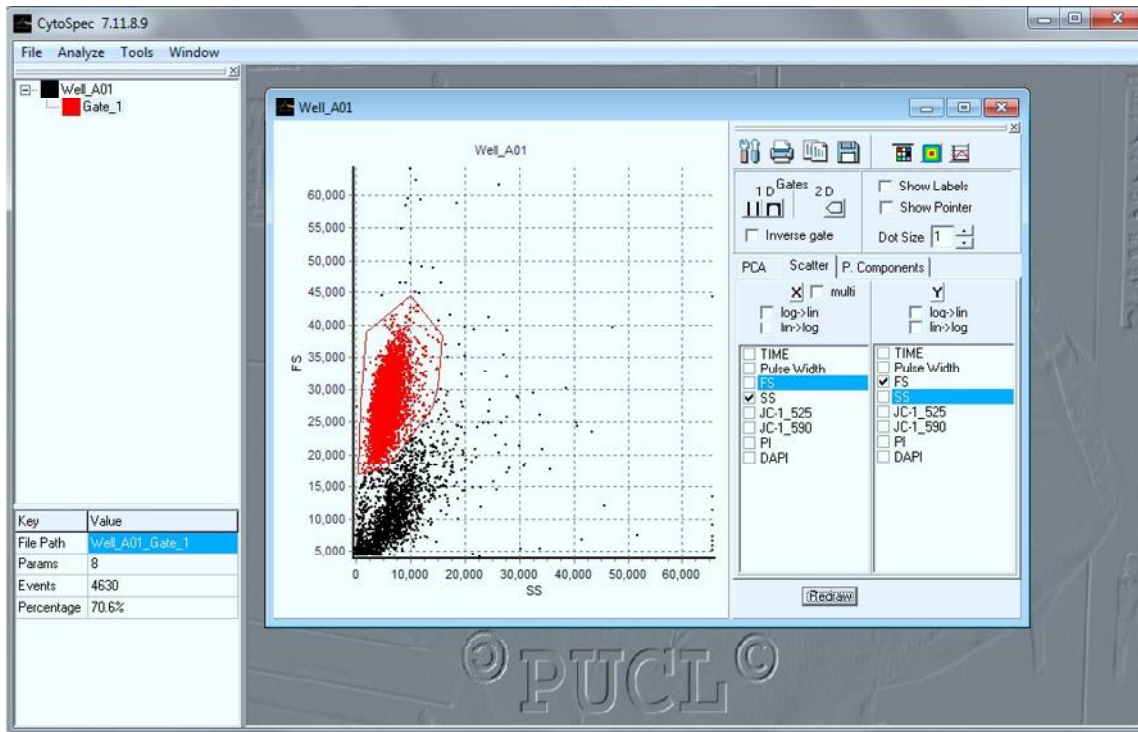 CytoSpec 7.11.8.9
File Analyze Tools Window
Well_A01
Gate_1
Key Value
File Path Well_A01_Gate_1
Params 8
Events 4630
Percentage 70.6%
Well_A01
Well_A01
60,000
55,000
50,000
45,000
40,000
35,000
30,000
25,000
20,000
15,000
10,000
5,000
FS
0 10,000 20,000 30,000 40,000 50,000 60,000
SS
1 D Gates 2 D
Inverse gate
Show Labels
Show Pointer
Dot Size 1
PCA Scatter P. Components
X multi
log->lin
lin->log
TIME
Pulse Width
FS
SS
JC-1_525
JC-1_590
PI
DAPI
Y
log->lin
lin->log
TIME
Pulse Width
FS
SS
JC-1_525
JC-1_590
PI
DAPI
Redraw
© PUCL ©